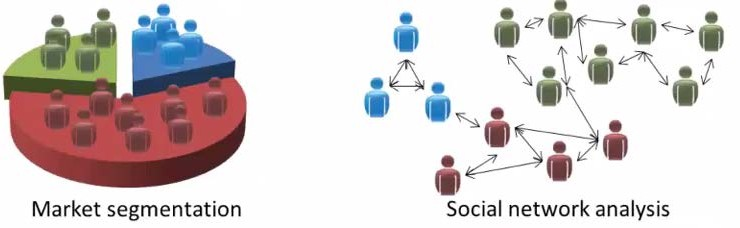 Market segmentation
Social network analysis